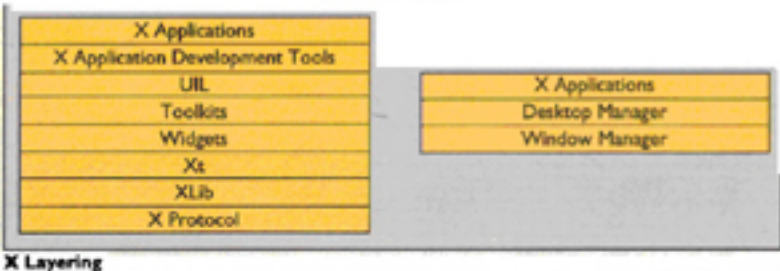 X Applications
X Application Development Tools
UIL
Toolkits
Widgets
Xt
XLib
X Protocol
X Applications
Desktop Manager
Window Manager
X Layering